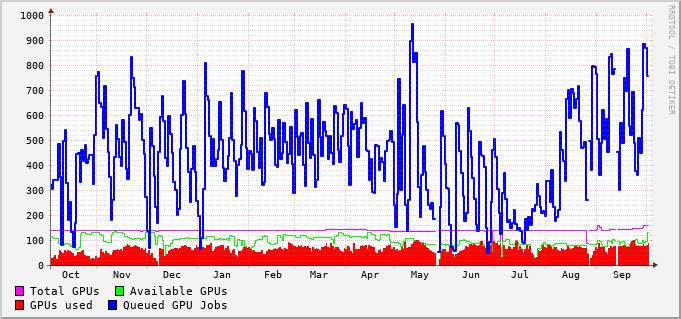 1000
900
800
700
600
500
400
300
200
100
0
Oct Nov Dec Jan Feb Mar Apr May Jun Jul Aug Sep
Total GPUs Available GPUs
GPUs used Queued GPU Jobs
RRDTOOL / TOBI OETIKER